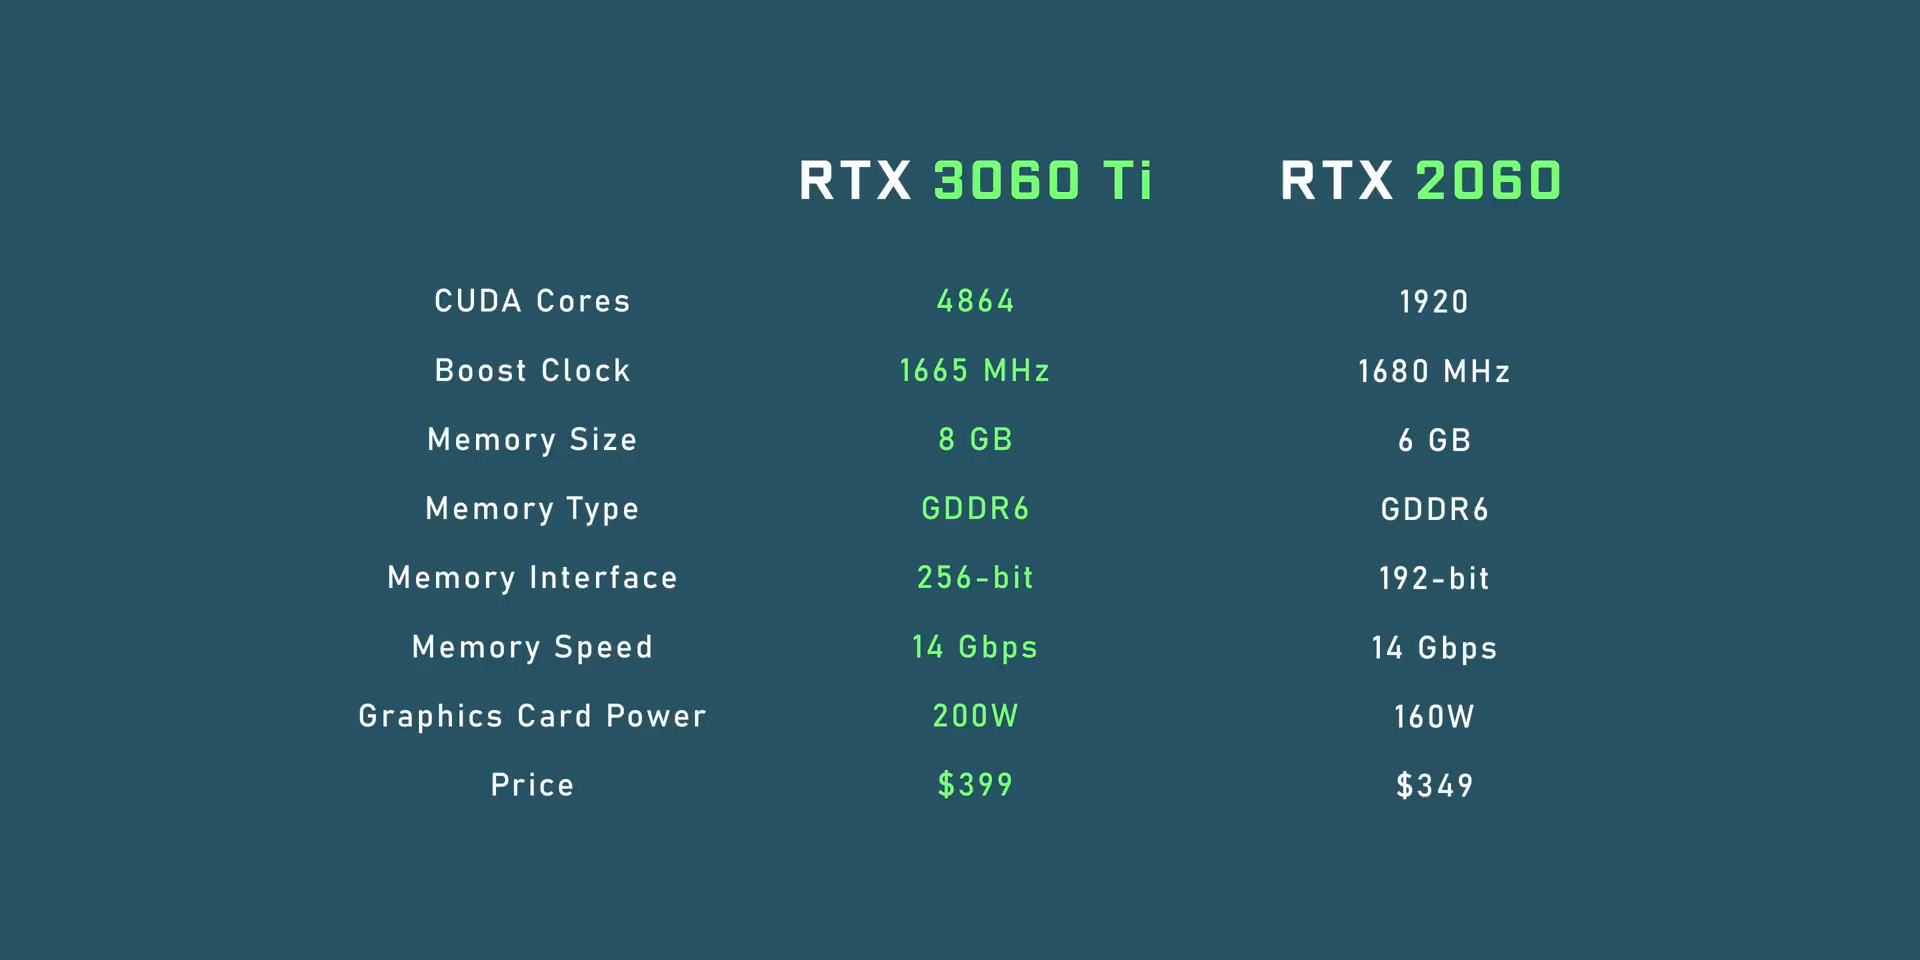 RTX 3060 Ti RTX 2060
CUDA Cores 4864 1920
Boost Clock 1665 MHz 1680 MHz
Memory Size 8 GB 6 GB
Memory Type GDDR6 GDDR6
Memory Interface 256-bit 192-bit
Memory Speed 14 Gbps 14 Gbps
Graphics Card Power 200W 160W
Price $399 $349